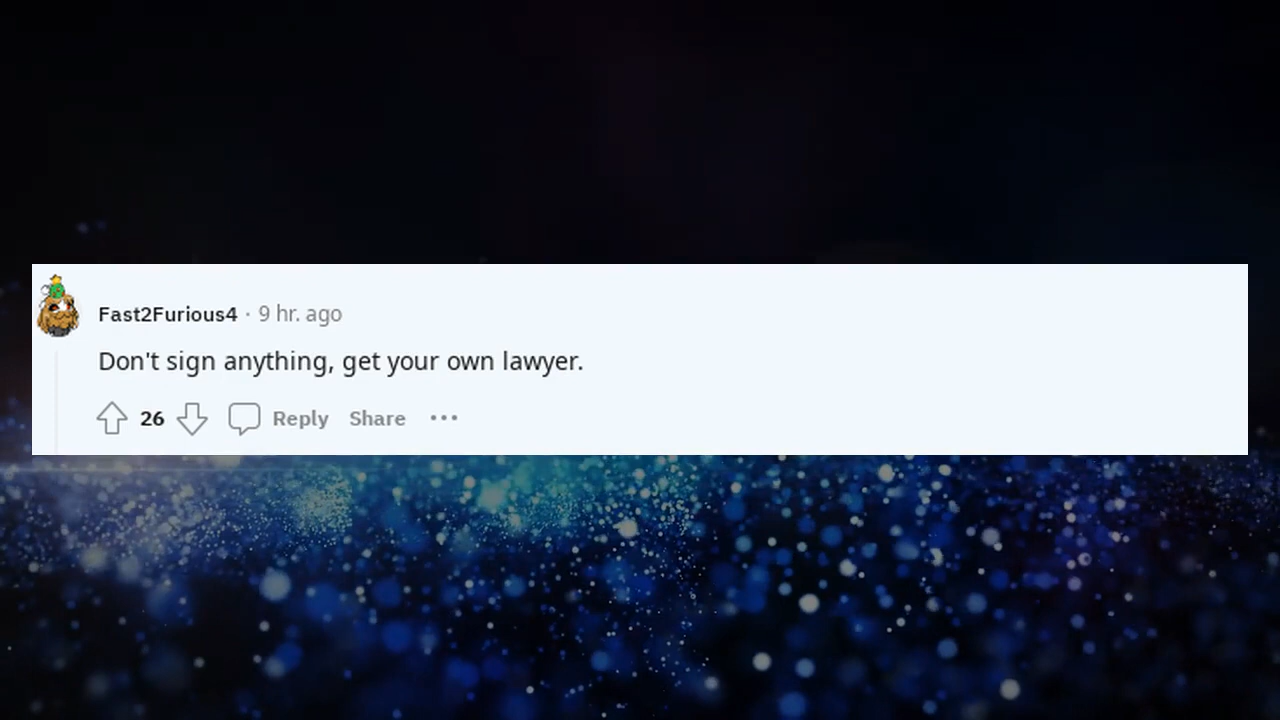 Fast2Furious4 · 9 hr. ago
Don't sign anything, get your own lawyer.
26 Reply Share ···